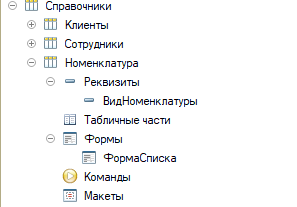 Справочники
Клиенты
Сотрудники
Номенклатура
Реквизиты
ВидНоменклатуры
Табличные части
Формы
ФормаСписка
Команды
Макеты